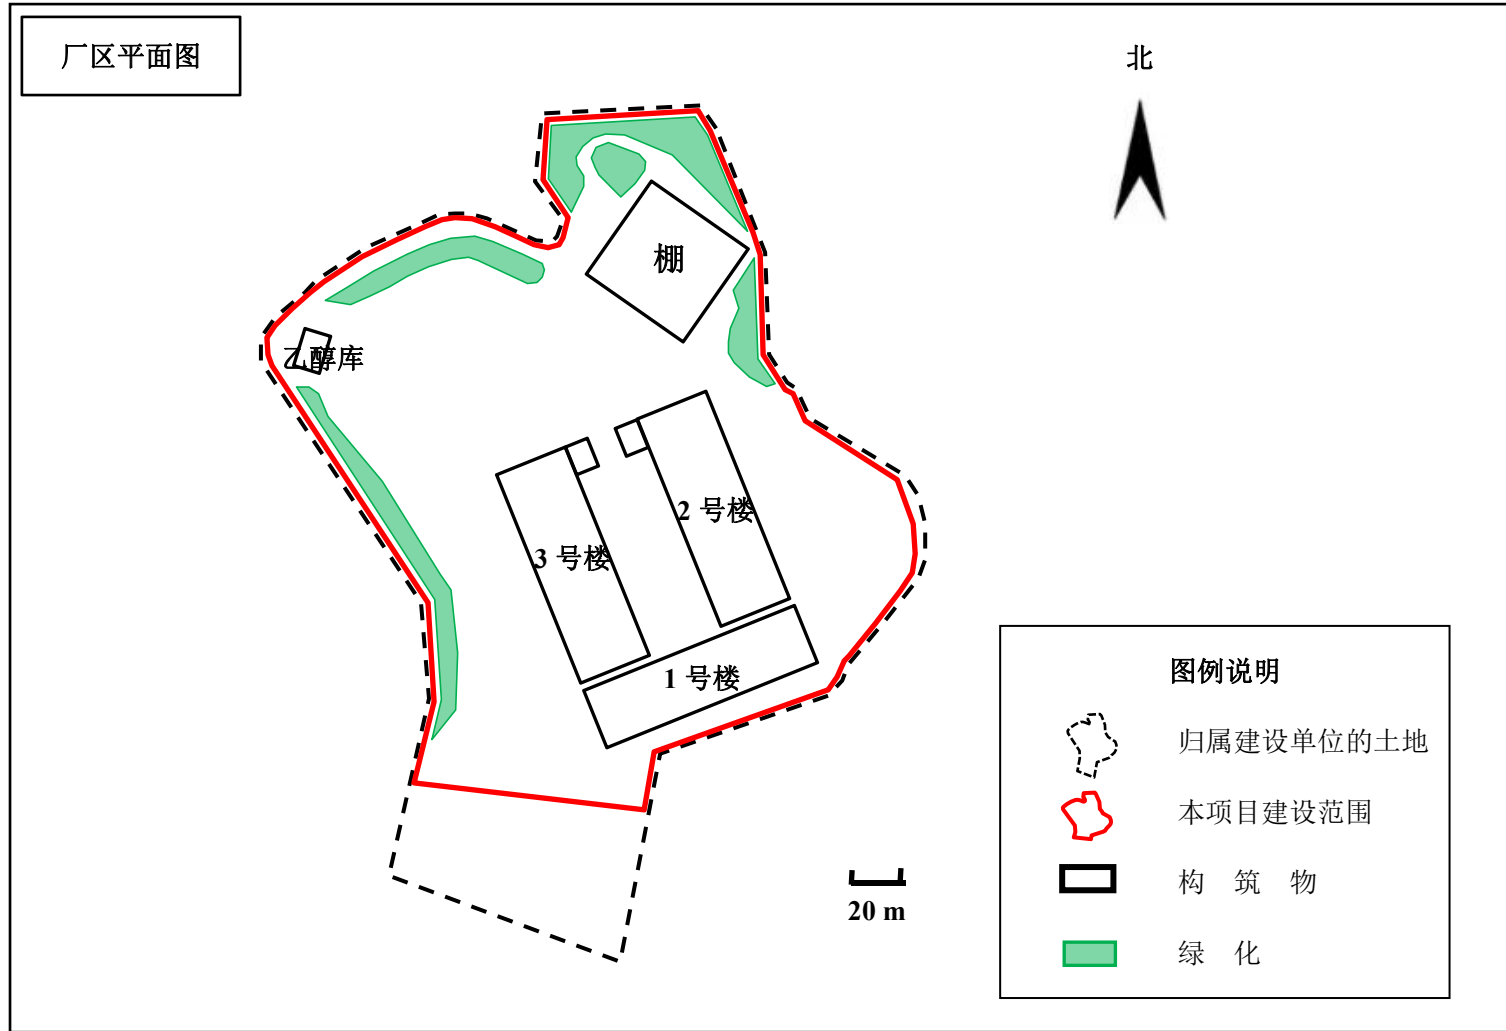 厂区平面图
北
棚
乙醇库
2 号楼
3 号楼
1 号楼
20 m
图例说明
归属建设单位的土地
本项目建设范围
构 筑 物
绿 化